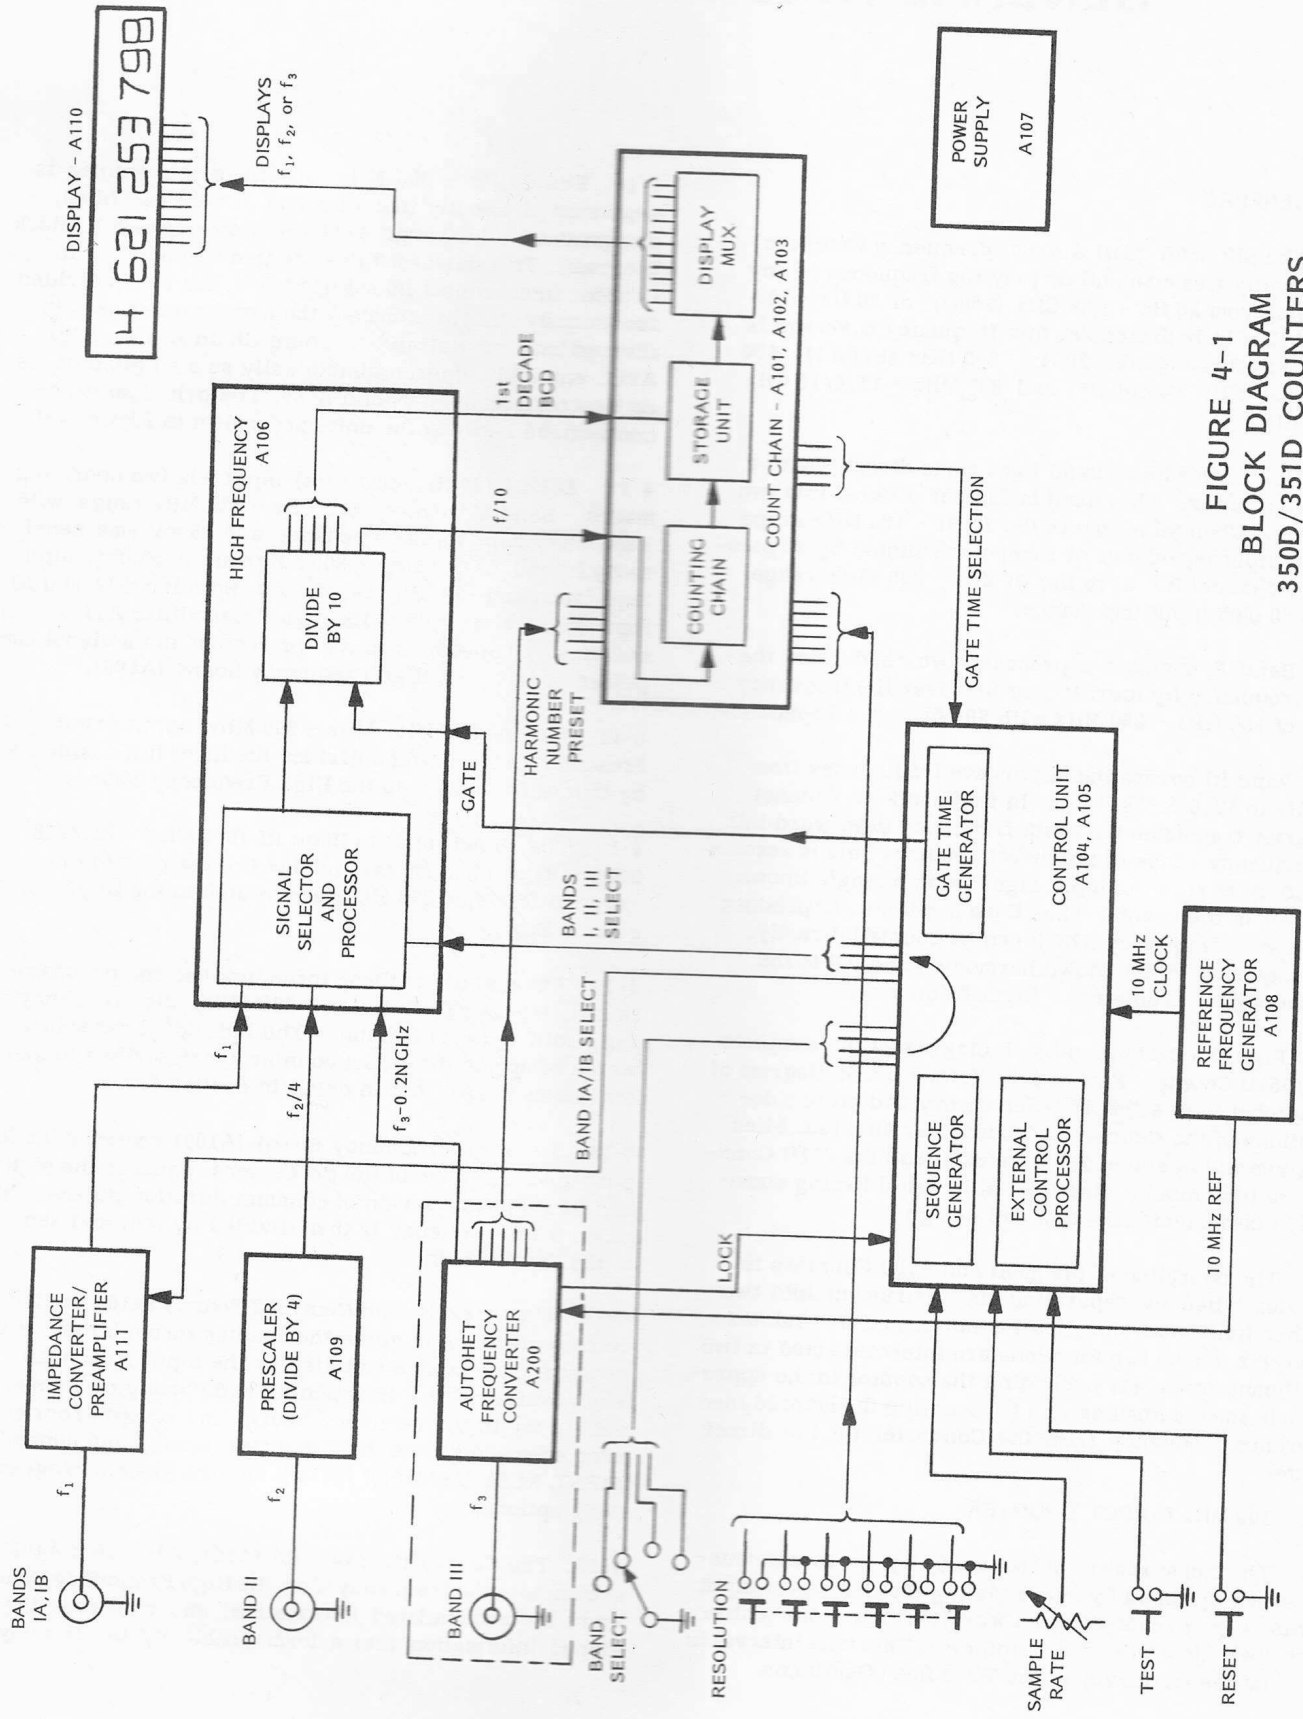 BANDS
IA, IB
f1
IMPEDANCE
CONVERTER/
PREAMPLIFIER
A111
BAND II
f2
PRESCALER
(DIVIDE BY 4)
A109
BAND III
f3
AUTOHET
FREQUENCY
CONVERTER
A200
BAND
SELECT
RESOLUTION
SAMPLE
RATE
TEST
RESET
f1
f2/4
f3-0.2NGHz
SIGNAL
SELECTOR
AND
PROCESSOR
DIVIDE
BY 10
HIGH FREQUENCY
A106
DISPLAY - A110
14 621 253 798
DISPLAYS
f1, f2, or f3
1st
DECADE
BCD
f/10
GATE
HARMONIC
NUMBER
PRESET
BANDS
I, II, III
SELECT
BAND IA/IB SELECT
LOCK
COUNTING
CHAIN
STORAGE
UNIT
DISPLAY
MUX
COUNT CHAIN - A101, A102, A103
GATE TIME SELECTION
SEQUENCE
GENERATOR
EXTERNAL
CONTROL
PROCESSOR
GATE TIME
GENERATOR
CONTROL UNIT
A104, A105
10 MHz
CLOCK
10 MHz REF
REFERENCE
FREQUENCY
GENERATOR
A108
POWER
SUPPLY
A107
FIGURE 4-1
BLOCK DIAGRAM
350D/351D COUNTERS